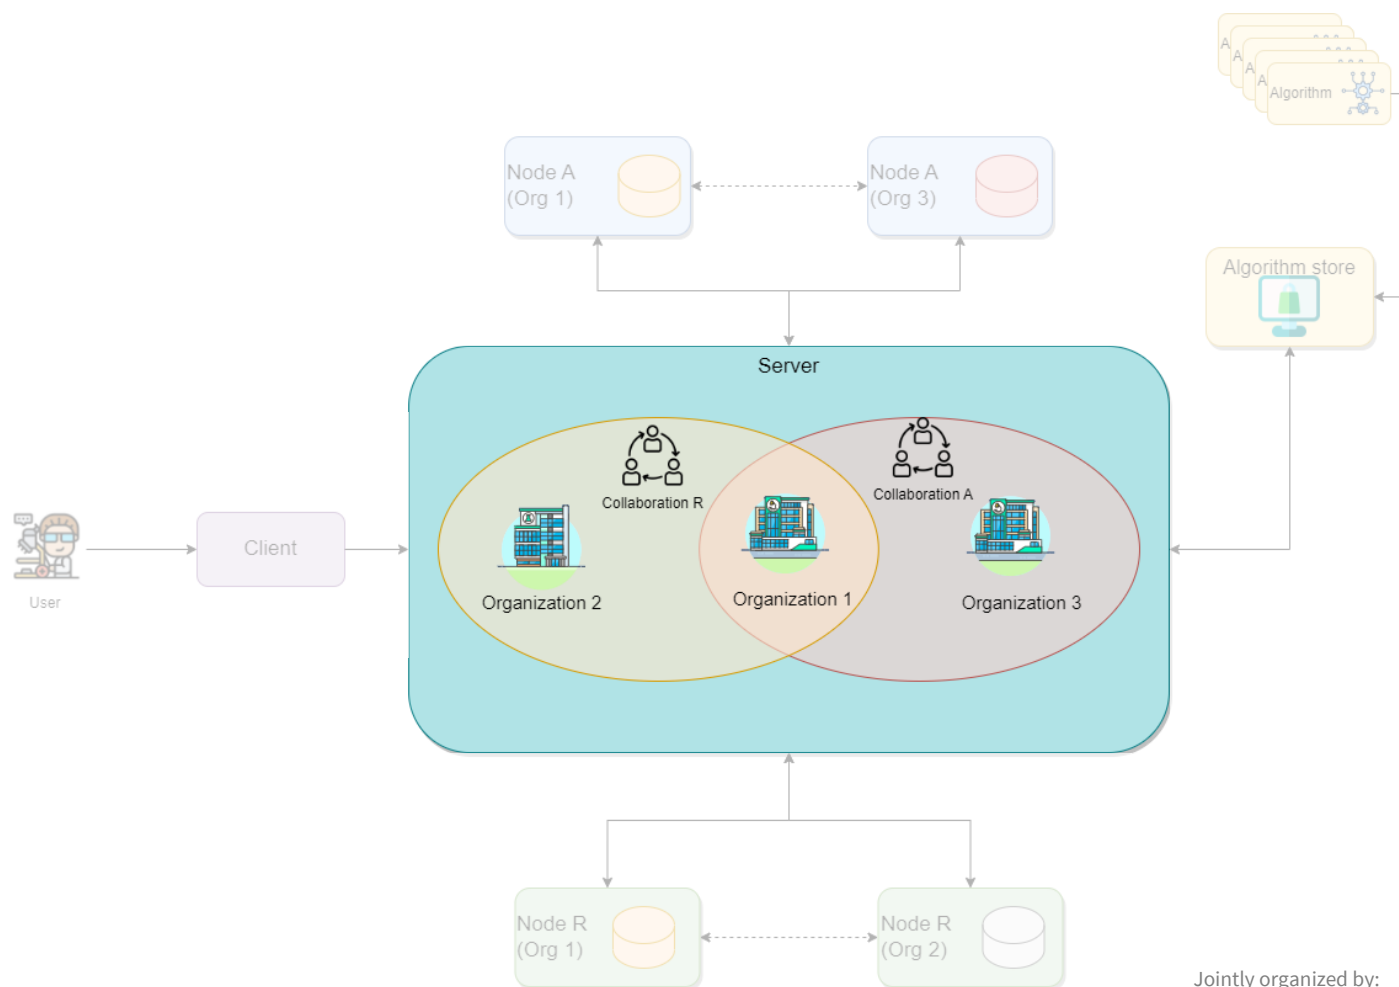 A
A
A
A
Algorithm
Node A
(Org 1)
Node A
(Org 3)
Algorithm store
Server
Collaboration R
Collaboration A
Client
User
Organization 2
Organization 1
Organization 3
Node R
(Org 1)
Node R
(Org 2)
Jointly organized by: